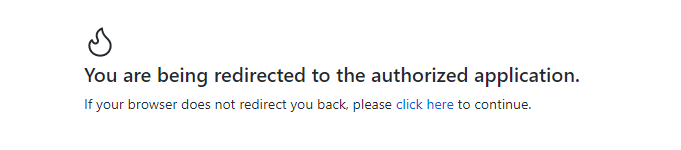 You are being redirected to the authorized application.
If your browser does not redirect you back, please click here to continue.